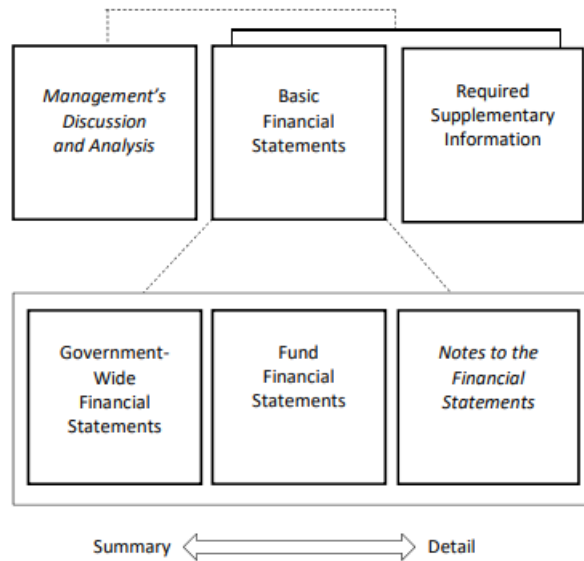 Management's
Discussion
and Analysis
Basic
Financial
Statements
Required
Supplementary
Information
Government-
Wide
Financial
Statements
Fund
Financial
Statements
Notes to the
Financial
Statements
Summary
Detail